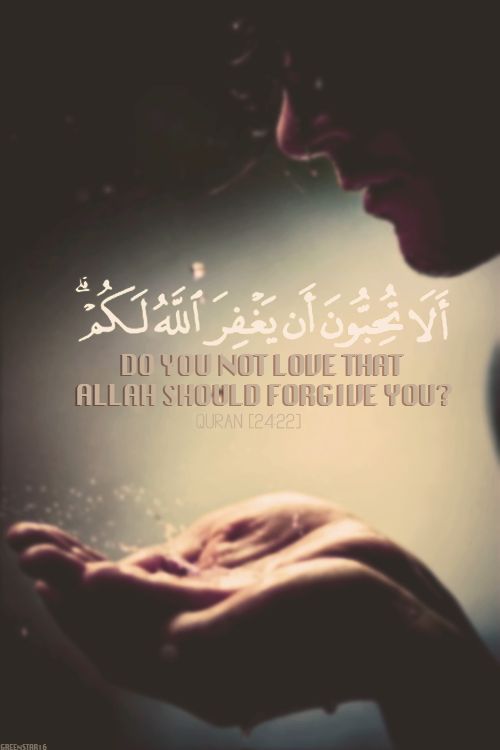 أَلَا تُحِبُّونَ أَن يَغْفِرَ ٱللَّهُ لَكُمْ ۗ
DO YOU NOT LOVE THAT
ALLAH SHOULD FORGIVE YOU?
QURAN [24:22]
GREENSTAR16